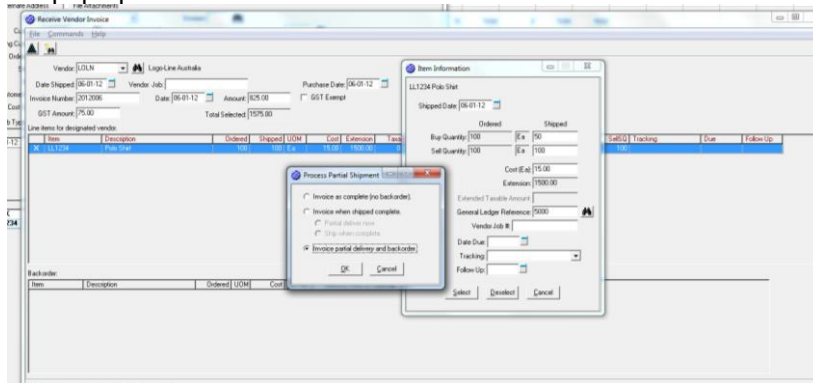 Address File Attachments
Receive Vendor Invoice
File Commands Help
Vendor: LOLN Logo-Line Australia
Date Shipped: 06-01-12 Vendor Job: Purchase Date: 06-01-12
Invoice Number: 2012006 Date: 06-01-12 Amount: 825.00 GST Exempt
GST Amount: 75.00 Total Selected: 1575.00
Line items for designated vendor.
Item Description Ordered Shipped UOM Cost Extension SellSQ Tracking Due Follow Up
X LL1234 Polo Shirt 100 100 Ea 15.00 1500.00 0 100
Process Partial Shipment
Invoice as complete (no backorder).
Invoice when shipped complete.
Partial deliver now
Ship when complete
Invoice partial delivery and backorder.
OK Cancel
Item Information
LL1234 Polo Shirt
Shipped Date: 06-01-12
Ordered Shipped
Buy Quantity: 100 Ea 50
Sell Quantity: 100 Ea 100
Cost (Ea): 15.00
Extension: 1500.00
Extended Taxable Amount:
General Ledger Reference: 5000
Vendor Job #:
Date Due:
Tracking:
Follow Up:
Select Deselect Cancel
Backorder:
Item Description Ordered UOM Cost